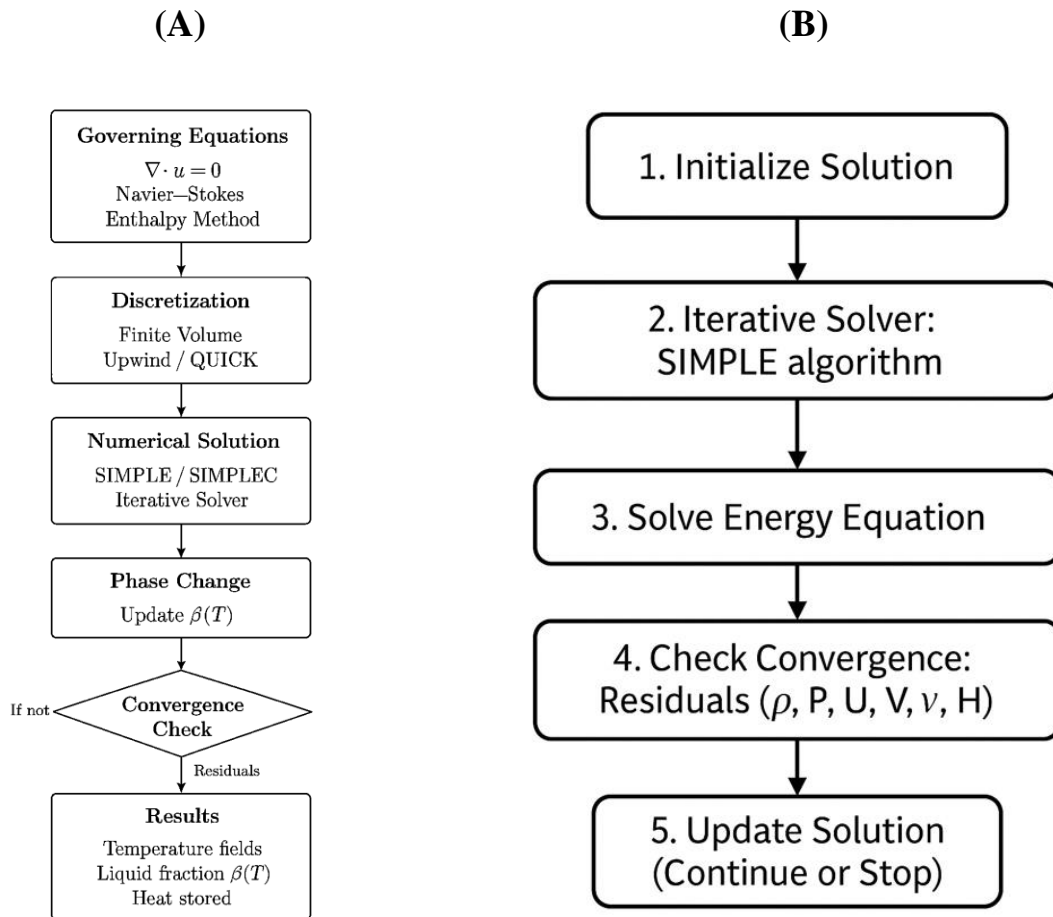 (A)
Governing Equations
∇· u = 0
Navier–Stokes
Enthalpy Method
Discretization
Finite Volume
Upwind / QUICK
Numerical Solution
SIMPLE / SIMPLEC
Iterative Solver
Phase Change
Update β(T)
If not
Convergence
Check
Residuals
Results
Temperature fields
Liquid fraction β(T)
Heat stored
(B)
1. Initialize Solution
2. Iterative Solver:
SIMPLE algorithm
3. Solve Energy Equation
4. Check Convergence:
Residuals (ρ, P, U, V, ν, H)
5. Update Solution
(Continue or Stop)